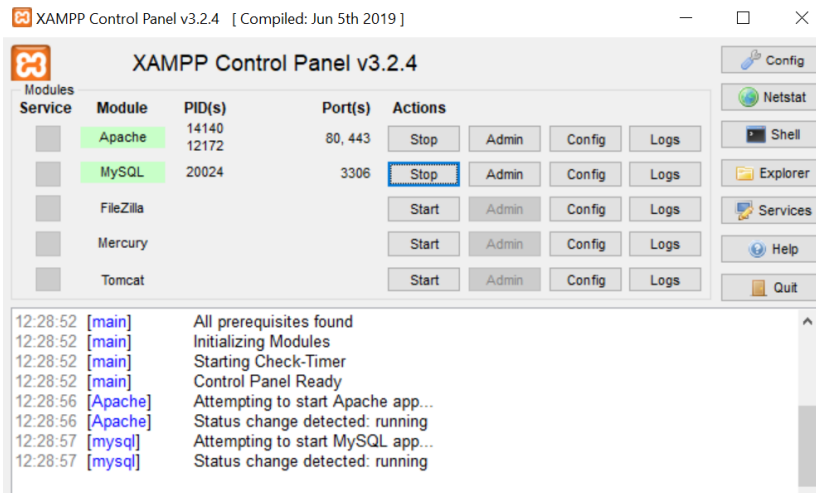 XAMPP Control Panel v3.2.4 [ Compiled: Jun 5th 2019 ]
XAMPP Control Panel v3.2.4
Config
Modules
Service Module PID(s) Port(s) Actions
Netstat
Apache 14140 12172 80, 443 Stop Admin Config Logs
Shell
MySQL 20024 3306 Stop Admin Config Logs
Explorer
FileZilla Start Admin Config Logs
Services
Mercury Start Admin Config Logs
Help
Tomcat Start Admin Config Logs
Quit
12:28:52 [main] All prerequisites found
12:28:52 [main] Initializing Modules
12:28:52 [main] Starting Check-Timer
12:28:52 [main] Control Panel Ready
12:28:56 [Apache] Attempting to start Apache app...
12:28:56 [Apache] Status change detected: running
12:28:57 [mysql] Attempting to start MySQL app...
12:28:57 [mysql] Status change detected: running